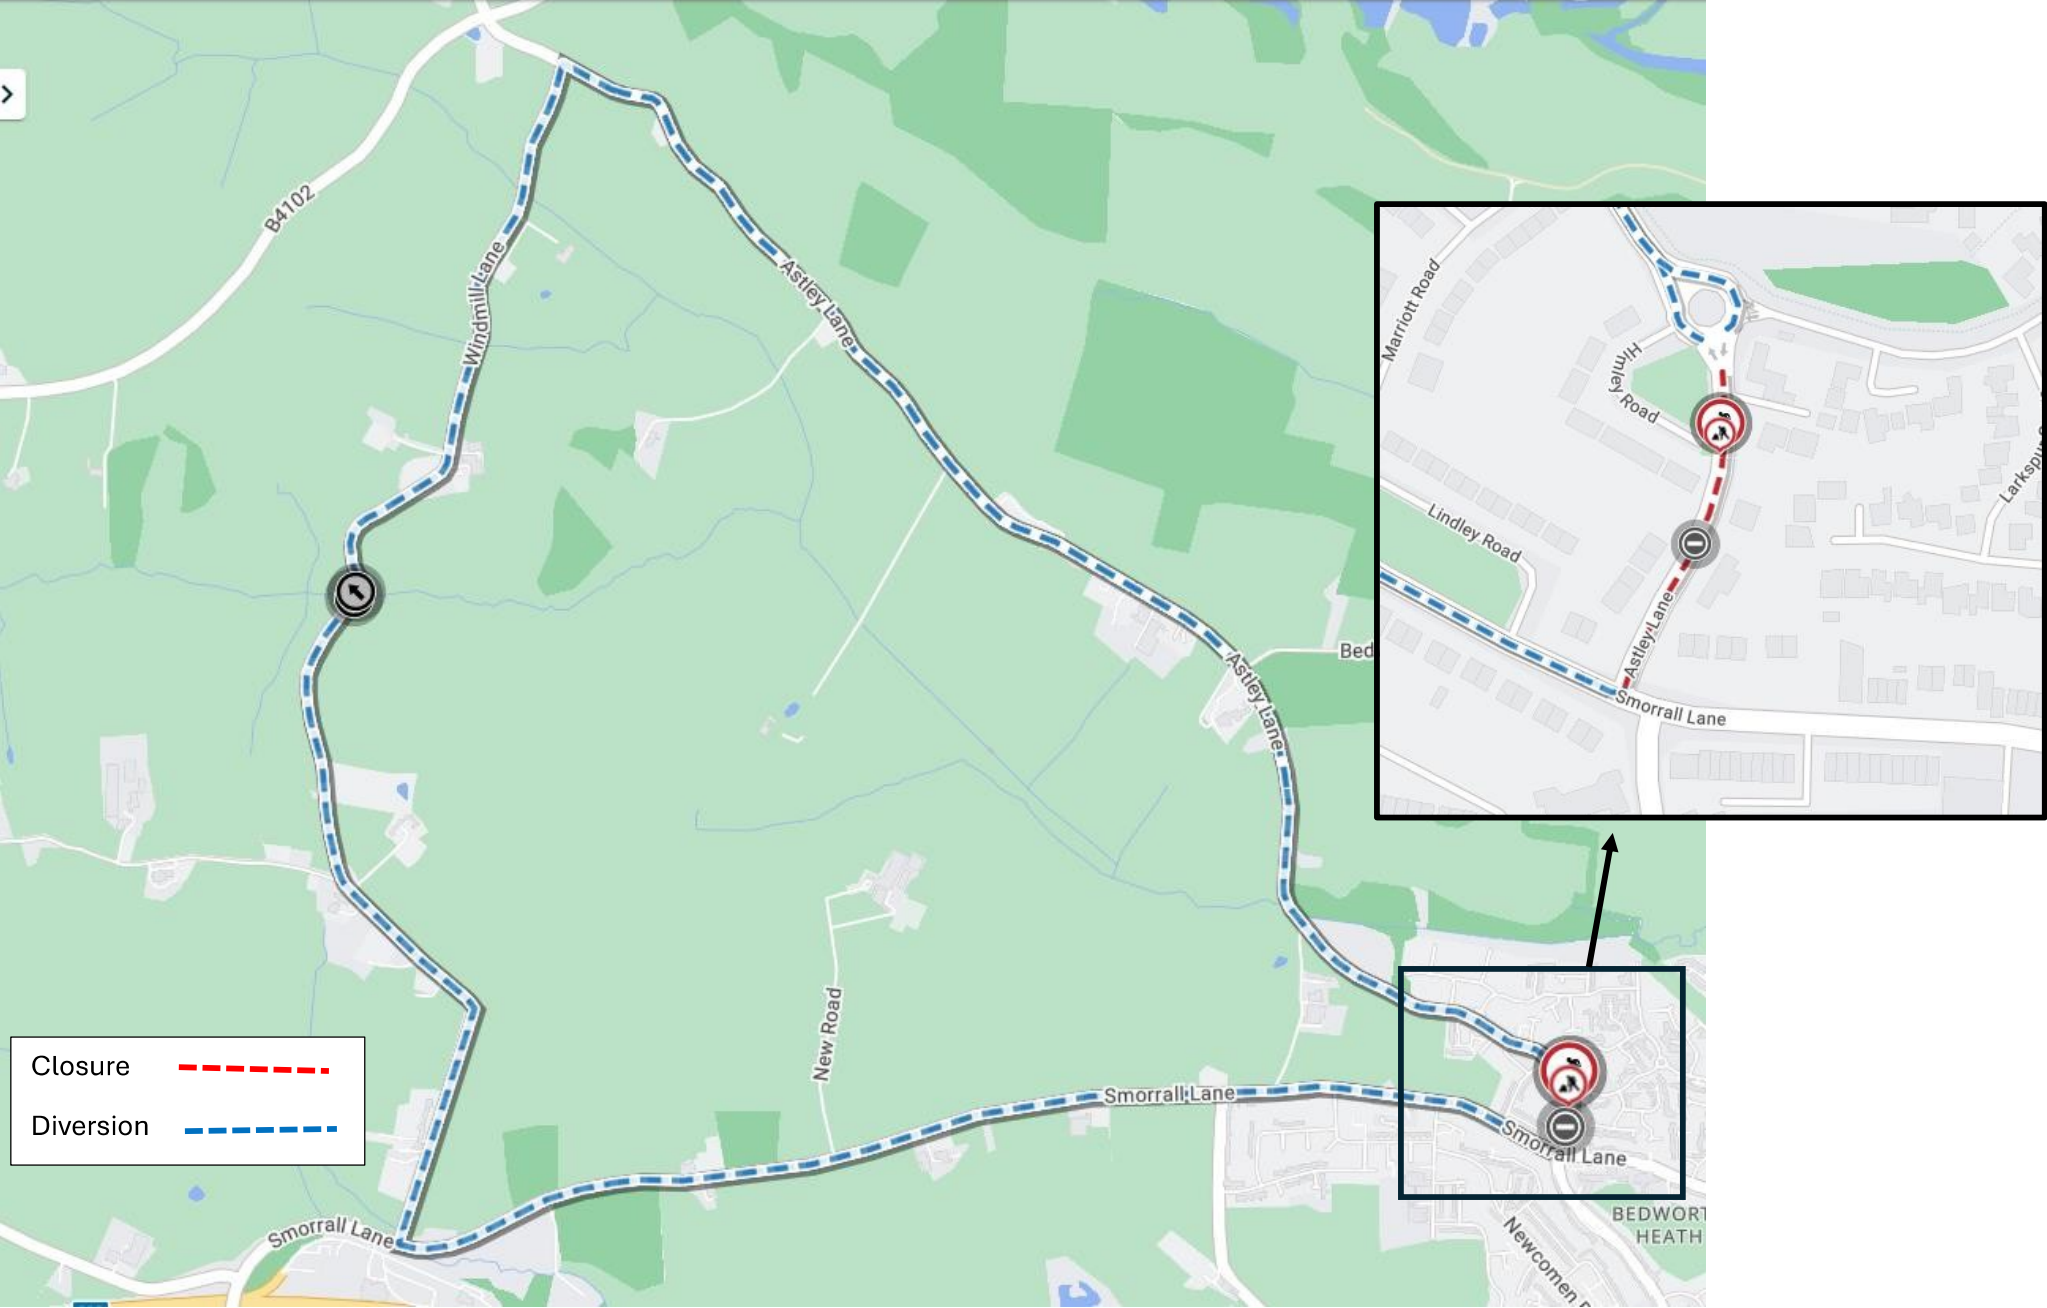 B4102
Windmill Lane
Astley Lane
Astley Lane
Bed
New Road
Smorrall Lane
Smorrall Lane
Smorrall Lane
BEDWORT
HEATH
Newcomen
Closure
Diversion
Marriott Road
Himley Road
Lindley Road
Astley Lane
Smorrall Lane
Larkspu